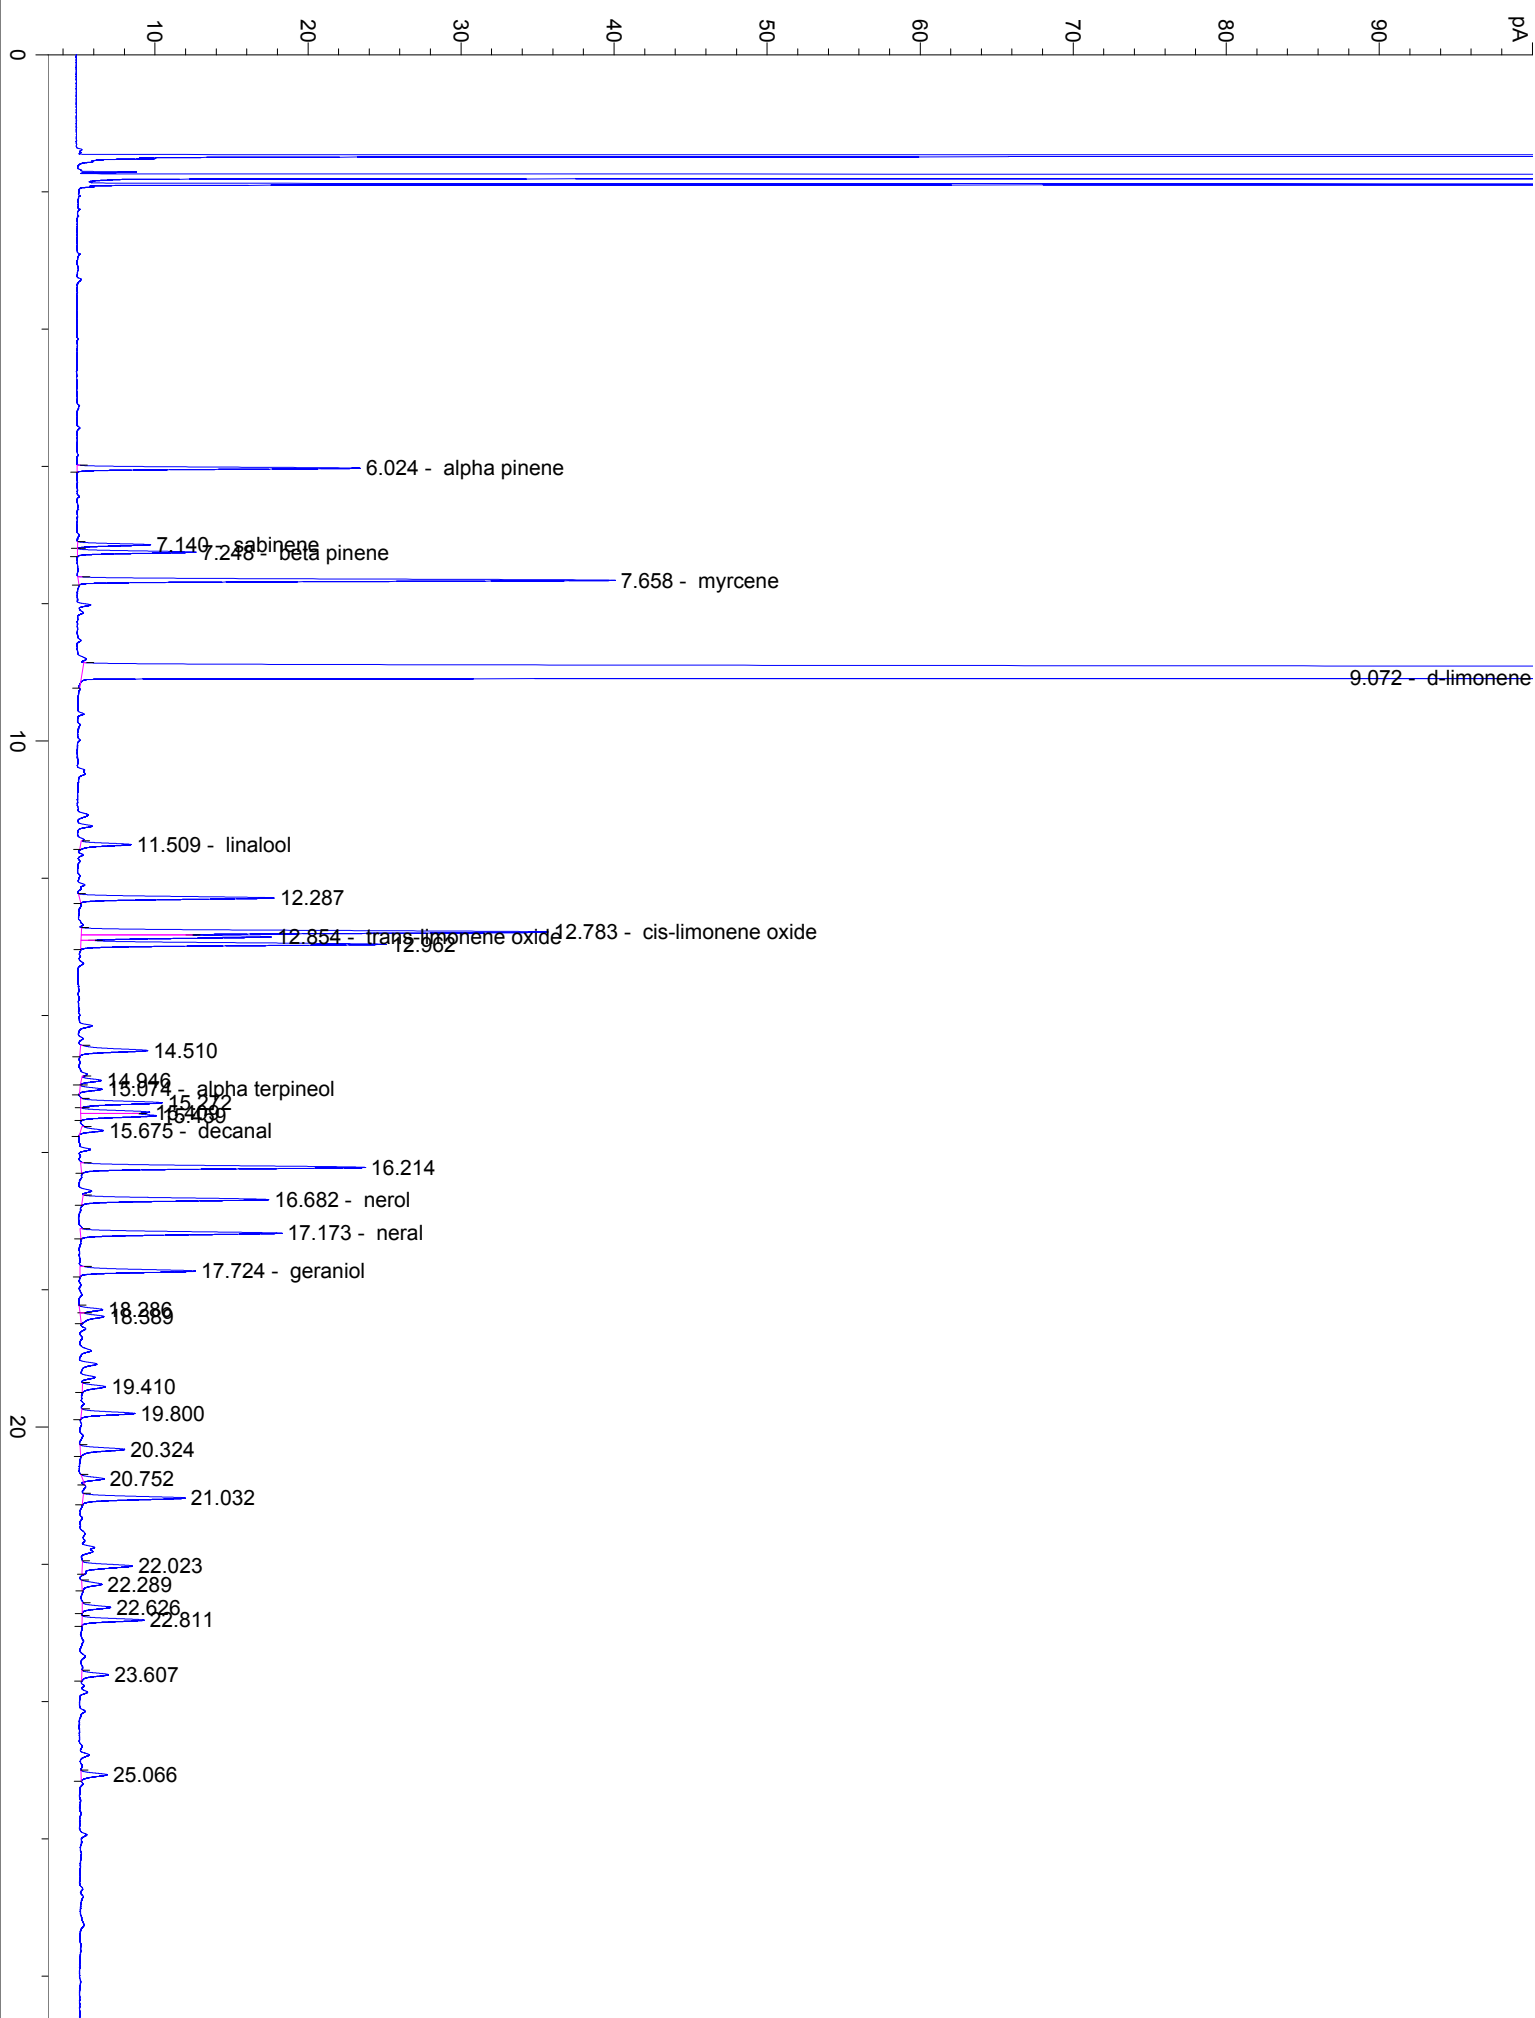 pA
10
20
30
40
50
60
70
80
90
0
10
20
6.024 - alpha pinene
7.140 - sabinene
7.248 - beta pinene
7.658 - myrcene
9.072 - d-limonene
11.509 - linalool
12.287
12.783 - cis-limonene oxide
12.854 - trans-limonene oxide
12.962
14.510
14.946
15.074 - alpha terpineol
15.272
15.409
15.459
15.675 - decanal
16.214
16.682 - nerol
17.173 - neral
17.724 - geraniol
18.286
18.389
19.410
19.800
20.324
20.752
21.032
22.023
22.289
22.626
22.811
23.607
25.066